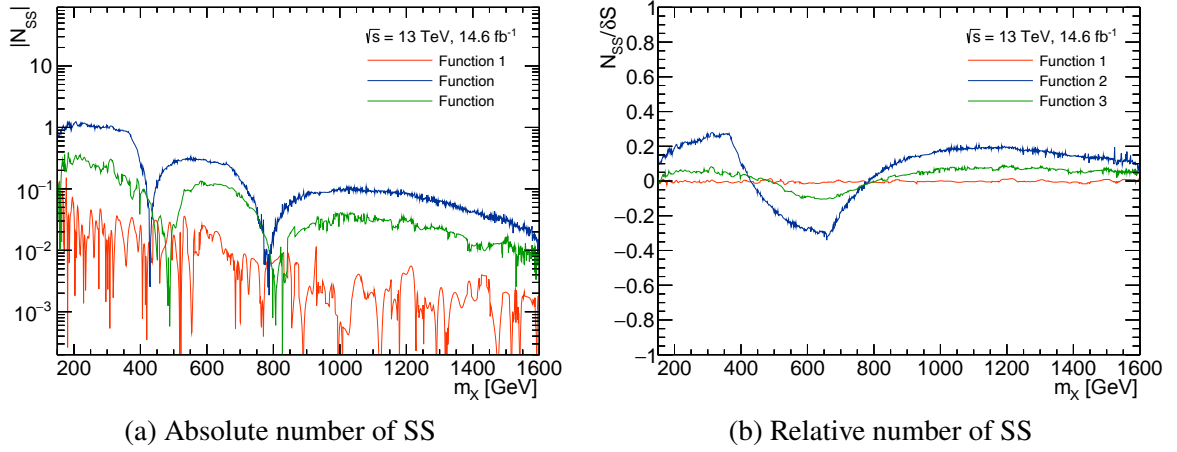 |N_SS|
√s = 13 TeV, 14.6 fb⁻¹
Function 1
Function
Function
10
1
10⁻¹
10⁻²
10⁻³
200 400 600 800 1000 1200 1400 1600
m_X [GeV]
(a) Absolute number of SS
N_SS/δS
√s = 13 TeV, 14.6 fb⁻¹
Function 1
Function 2
Function 3
1
0.8
0.6
0.4
0.2
0
−0.2
−0.4
−0.6
−0.8
−1
200 400 600 800 1000 1200 1400 1600
m_X [GeV]
(b) Relative number of SS